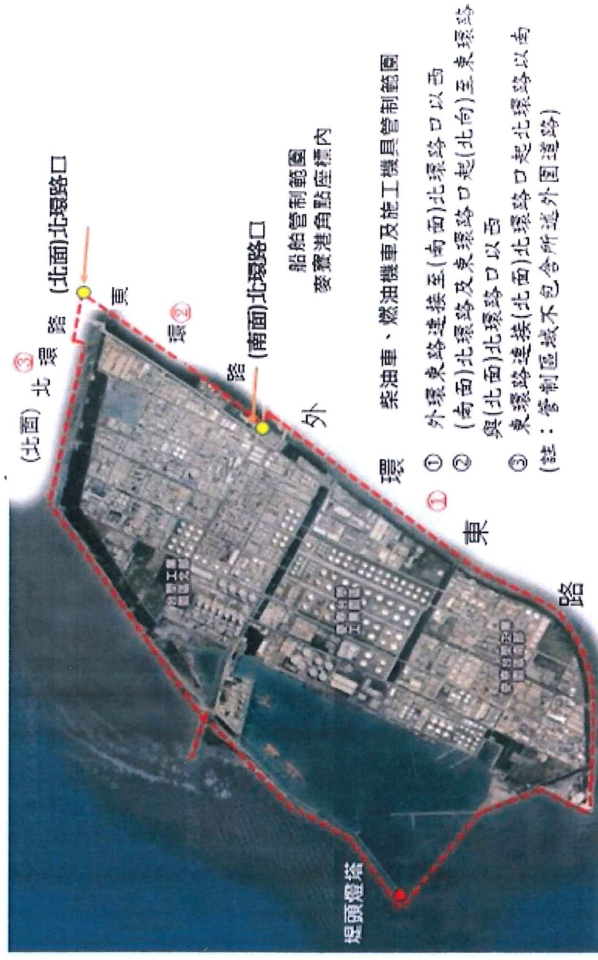 (北面)
③
北環路
(北面)北環路口
東
環②
路
(南面)北環路口
外
環
①
東
路
堤頭燈塔
船舶管制範圍
麥寮港角點座標內
柴油車、燃油機車及施工機具管制範圍
① 外環東路連接至(南面)北環路口以西
② (南面)北環路及東環路口起(北向)至東環路
與(北面)北環路口以西
③ 東環路連接(北面)北環路口起北環路以南
(註：管制區域不包含所述外圍道路)